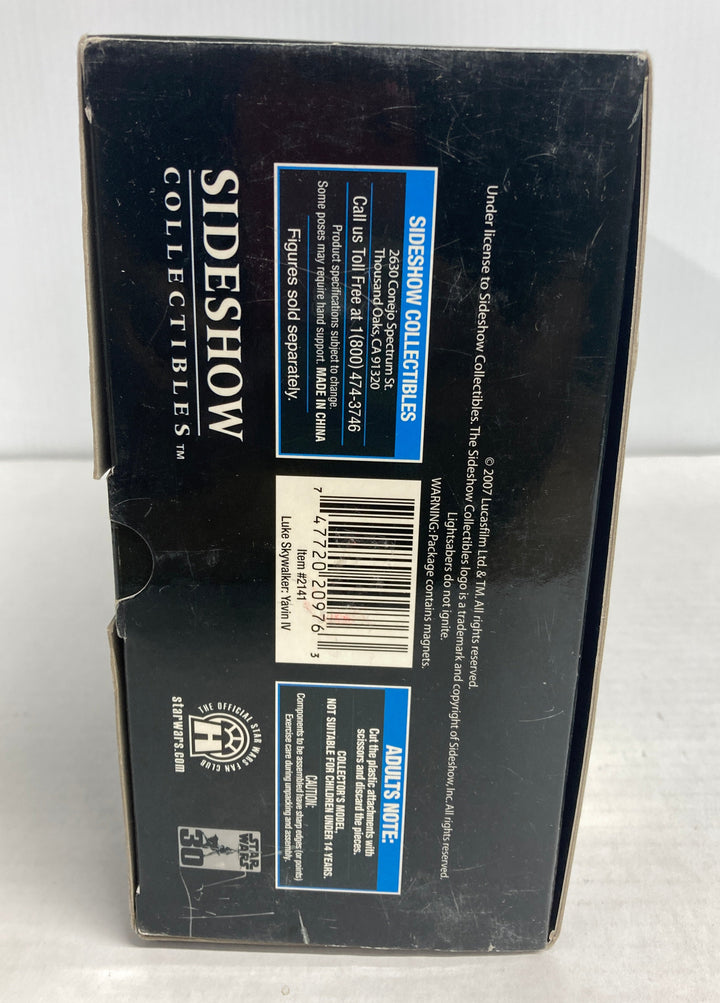 © 2007 Lucasfilm Ltd. & TM. All rights reserved.
Under license to Sideshow Collectibles. The Sideshow Collectibles logo is a trademark and copyright of Sideshow, Inc. All rights reserved.
Lightsabers do not ignite.
WARNING: Package contains magnets.
SIDESHOW COLLECTIBLES
2630 Conejo Spectrum St.
Thousand Oaks, CA 91320
Call us Toll Free at 1(800) 474-3746
Product specifications subject to change.
Some poses may require hand support. MADE IN CHINA
Figures sold separately.
7 47720 20976 3
Item #2141
Luke Skywalker: Yavin IV
ADULTS NOTE:
Cut the plastic attachments with
scissors and discard the pieces.
COLLECTOR'S MODEL.
NOT SUITABLE FOR CHILDREN UNDER 14 YEARS.
CAUTION:
Components to be assembled have sharp edges (or points)
Exercise care during unpacking and assembly.
SIDESHOW
COLLECTIBLES™
THE OFFICIAL STAR WARS FAN CLUB
H
starwars.com
STAR WARS
30